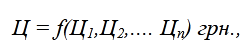 Ц = f(Ц₁,Ц₂,.... Цₙ) грн.,